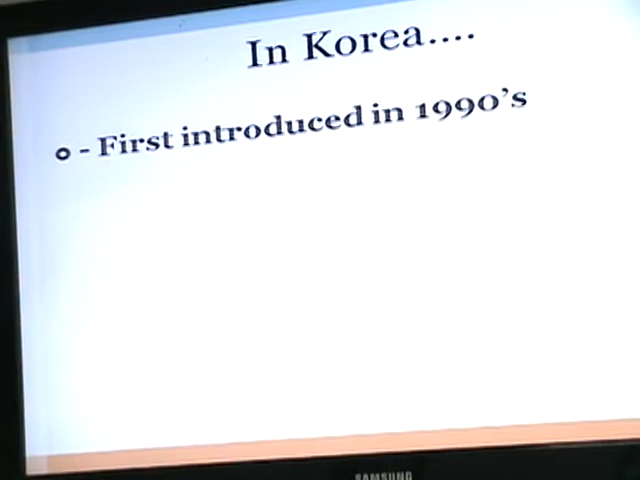 In Korea....
- First introduced in 1990's
SAMSUNG